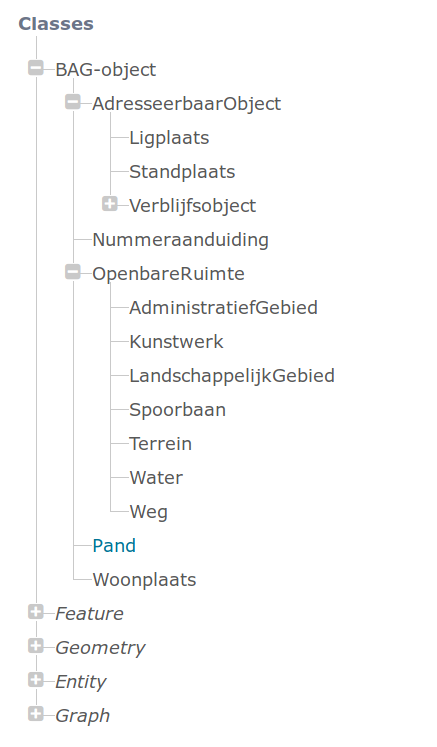 Classes
BAG-object
AdresseerbaarObject
Ligplaats
Standplaats
Verblijfsobject
Nummeraanduiding
OpenbareRuimte
AdministratiefGebied
Kunstwerk
LandschappelijkGebied
Spoorbaan
Terrein
Water
Weg
Pand
Woonplaats
Feature
Geometry
Entity
Graph